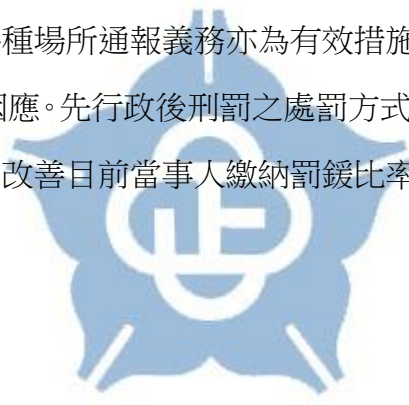 種場所通報義務亦為有效措施
因應。先行政後刑罰之處罰方式
改善目前當事人繳納罰鍰比率